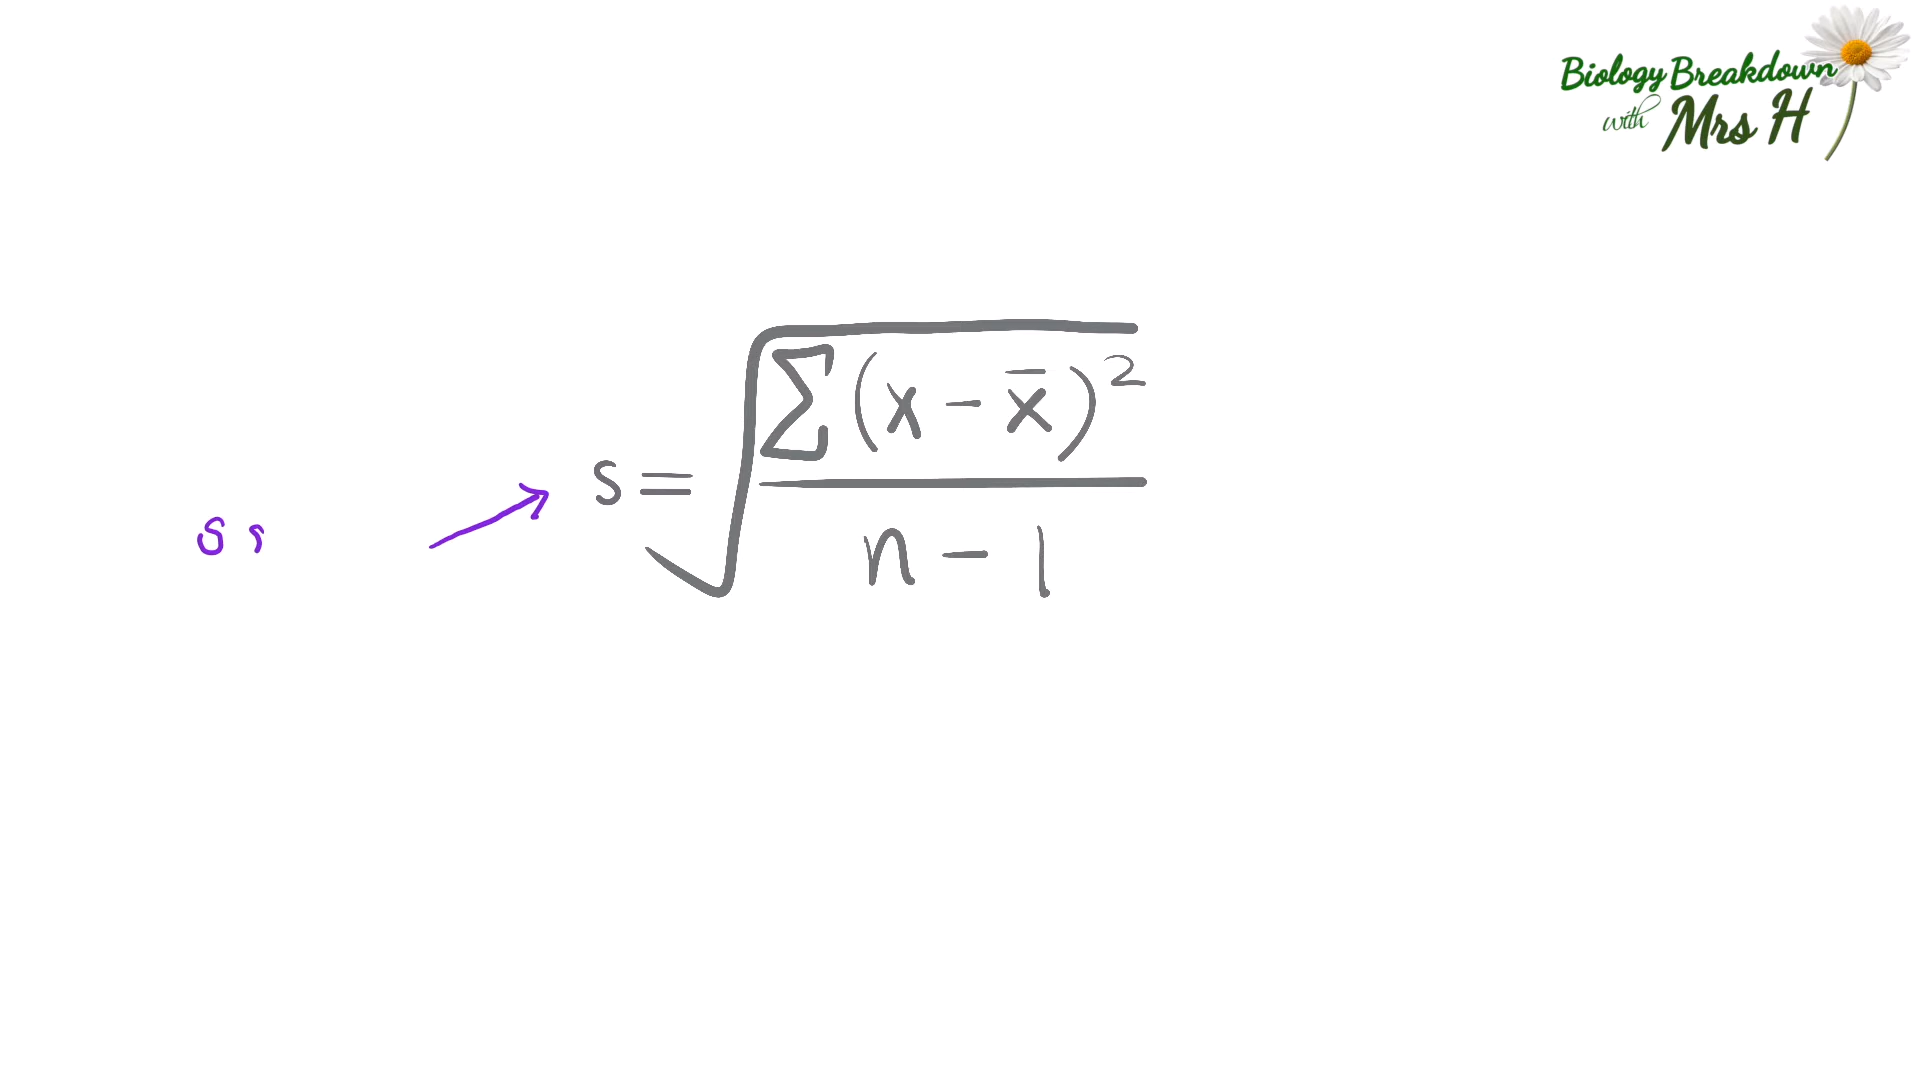 Biology Breakdown
with Mrs H
s = √(∑(x - x̄)² / (n - 1))